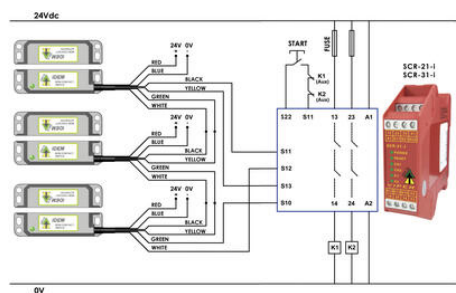 24Vdc
24V 0V
RED
BLUE
BLACK
YELLOW
GREEN
WHITE
24V 0V
RED
BLUE
BLACK
YELLOW
GREEN
WHITE
24V 0V
RED
BLUE
BLACK
YELLOW
GREEN
WHITE
START
K1
(Aux)
K2
(Aux)
FUSE
S22 S11 13 23 A1
S11
S12
S13
S10
14 24 A2
K1 K2
SCR-21-i
SCR-31-i
SCR-21-i
0V